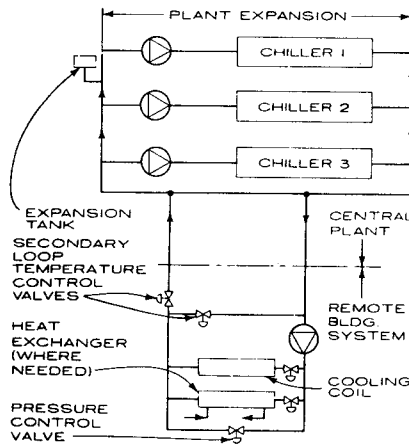 PLANT EXPANSION
CHILLER 1
CHILLER 2
CHILLER 3
EXPANSION
TANK
SECONDARY
LOOP
TEMPERATURE
CONTROL
VALVES
HEAT
EXCHANGER
(WHERE
NEEDED)
PRESSURE
CONTROL
VALVE
CENTRAL
PLANT
REMOTE
BLDG.
SYSTEM
COOLING
COIL